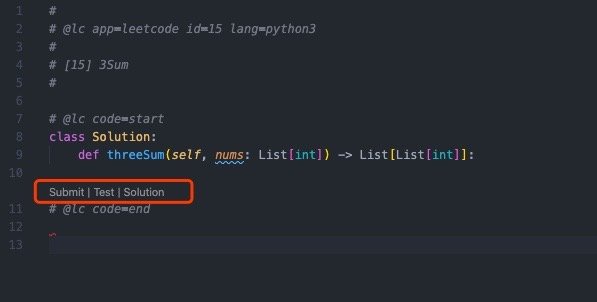 1 #
2 # @lc app=leetcode id=15 lang=python3
3 #
4 # [15] 3Sum
5 #
6
7 # @lc code=start
8 class Solution:
9     def threeSum(self, nums: List[int]) -> List[List[int]]:
10
Submit | Test | Solution
11 # @lc code=end
12
13